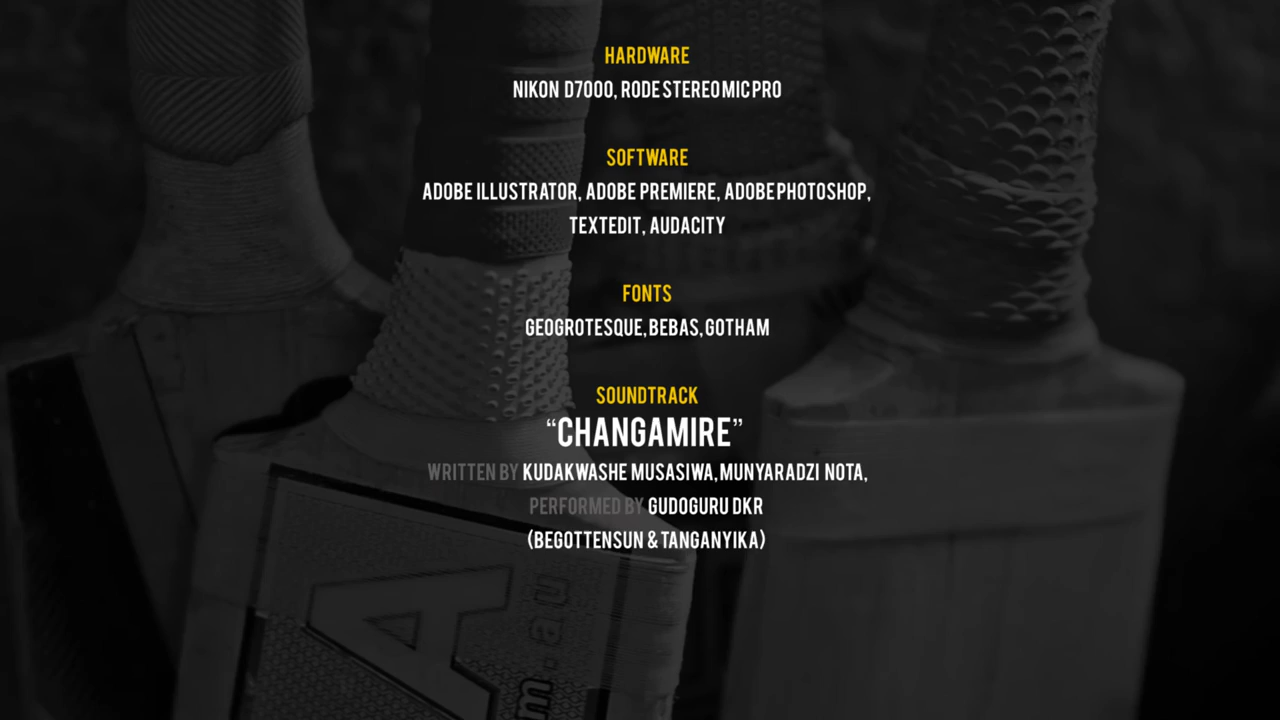 HARDWARE
NIKON D7000, RODE STEREO MIC PRO
SOFTWARE
ADOBE ILLUSTRATOR, ADOBE PREMIERE, ADOBE PHOTOSHOP,
TEXTEDIT, AUDACITY
FONTS
GEOGROTESQUE, BEBAS, GOTHAM
SOUNDTRACK
“CHANGAMIRE”
WRITTEN BY KUDAKWASHE MUSASIWA, MUNYARADZI NOTA,
PERFORMED BY GUDOGURU DKR
(BEGOTTENSUN & TANGANYIKA)
A
m.au